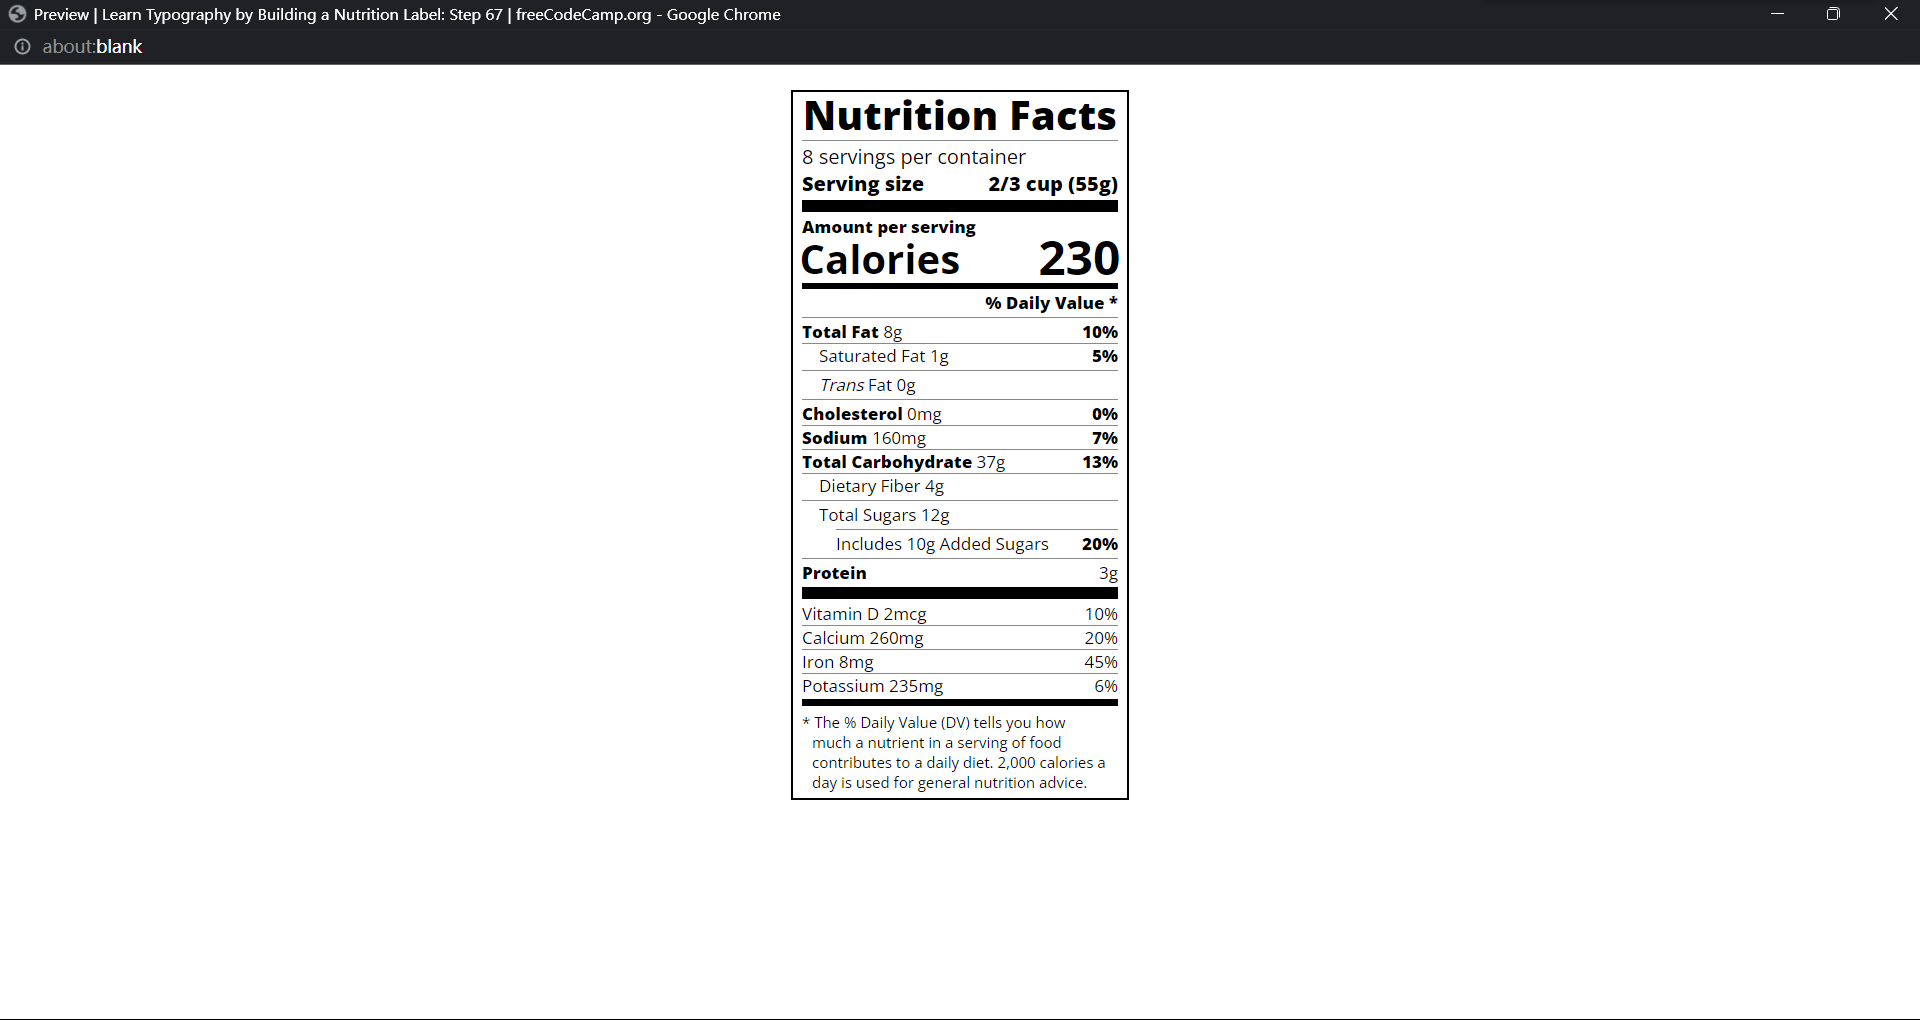 Preview | Learn Typography by Building a Nutrition Label: Step 67 | freeCodeCamp.org - Google Chrome
about:blank
Nutrition Facts
8 servings per container
Serving size 2/3 cup (55g)
Amount per serving
Calories 230
% Daily Value *
Total Fat 8g 10%
Saturated Fat 1g 5%
Trans Fat 0g
Cholesterol 0mg 0%
Sodium 160mg 7%
Total Carbohydrate 37g 13%
Dietary Fiber 4g
Total Sugars 12g
Includes 10g Added Sugars 20%
Protein 3g
Vitamin D 2mcg 10%
Calcium 260mg 20%
Iron 8mg 45%
Potassium 235mg 6%
* The % Daily Value (DV) tells you how
much a nutrient in a serving of food
contributes to a daily diet. 2,000 calories a
day is used for general nutrition advice.